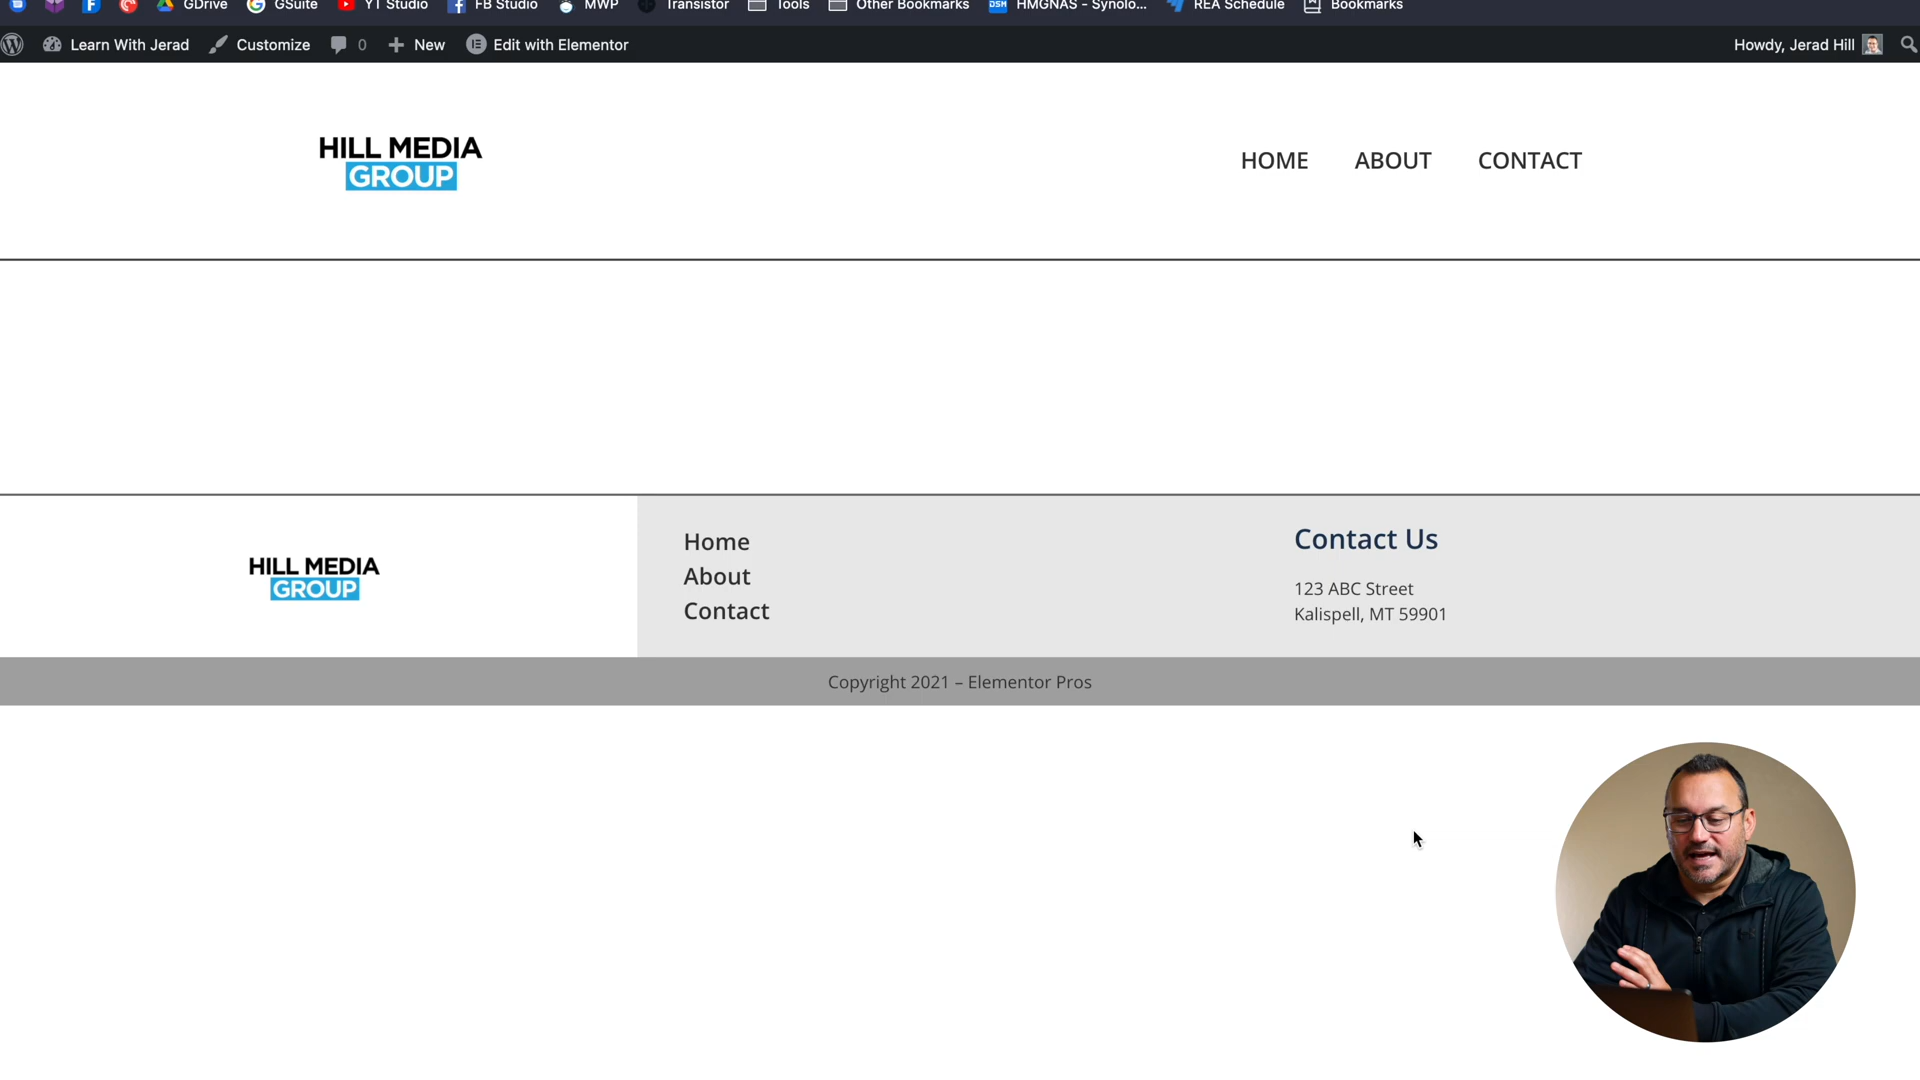 GDrive GSuite YT Studio FB Studio MWP Transistor Tools Other Bookmarks DSM HMGNAS - Synolo... REA Schedule Bookmarks
Learn With Jerad Customize 0 New Edit with Elementor Howdy, Jerad Hill
HILL MEDIA
GROUP
HOME ABOUT CONTACT
HILL MEDIA
GROUP
Home
About
Contact
Contact Us
123 ABC Street
Kalispell, MT 59901
Copyright 2021 – Elementor Pros